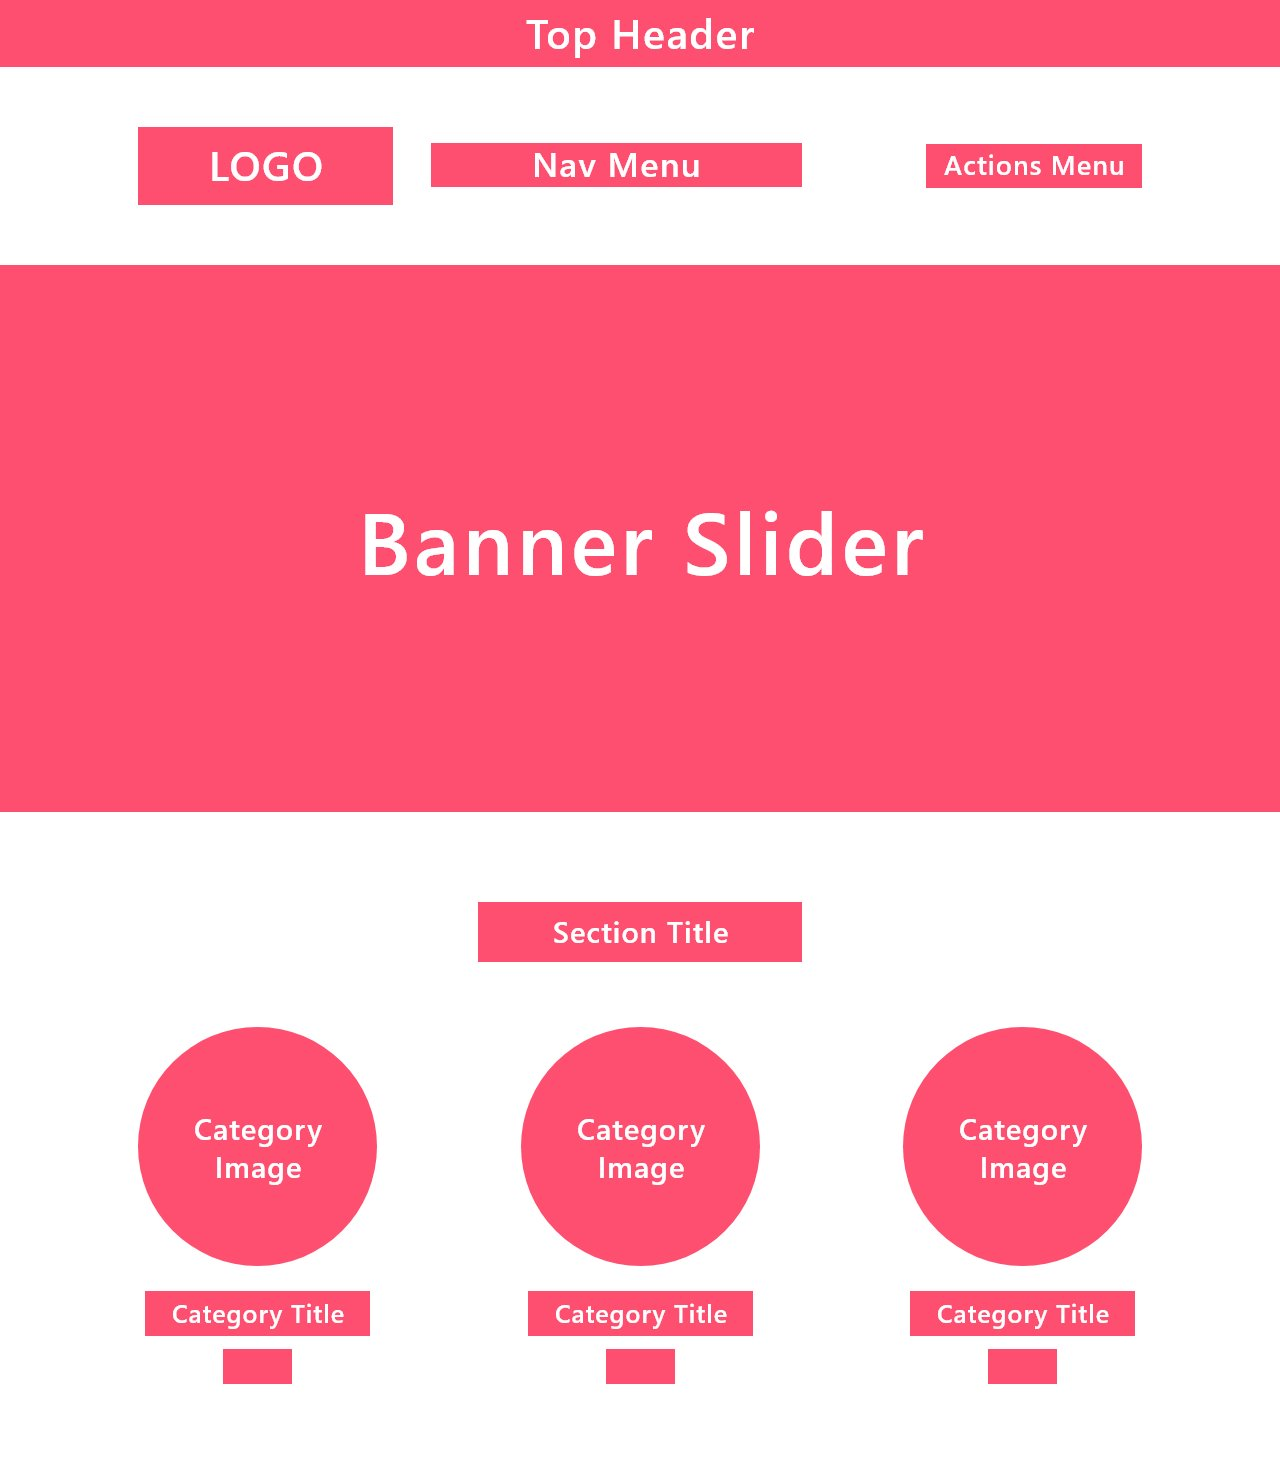 Top Header
LOGO
Nav Menu
Actions Menu
Banner Slider
Section Title
Category
Image
Category
Image
Category
Image
Category Title
Category Title
Category Title